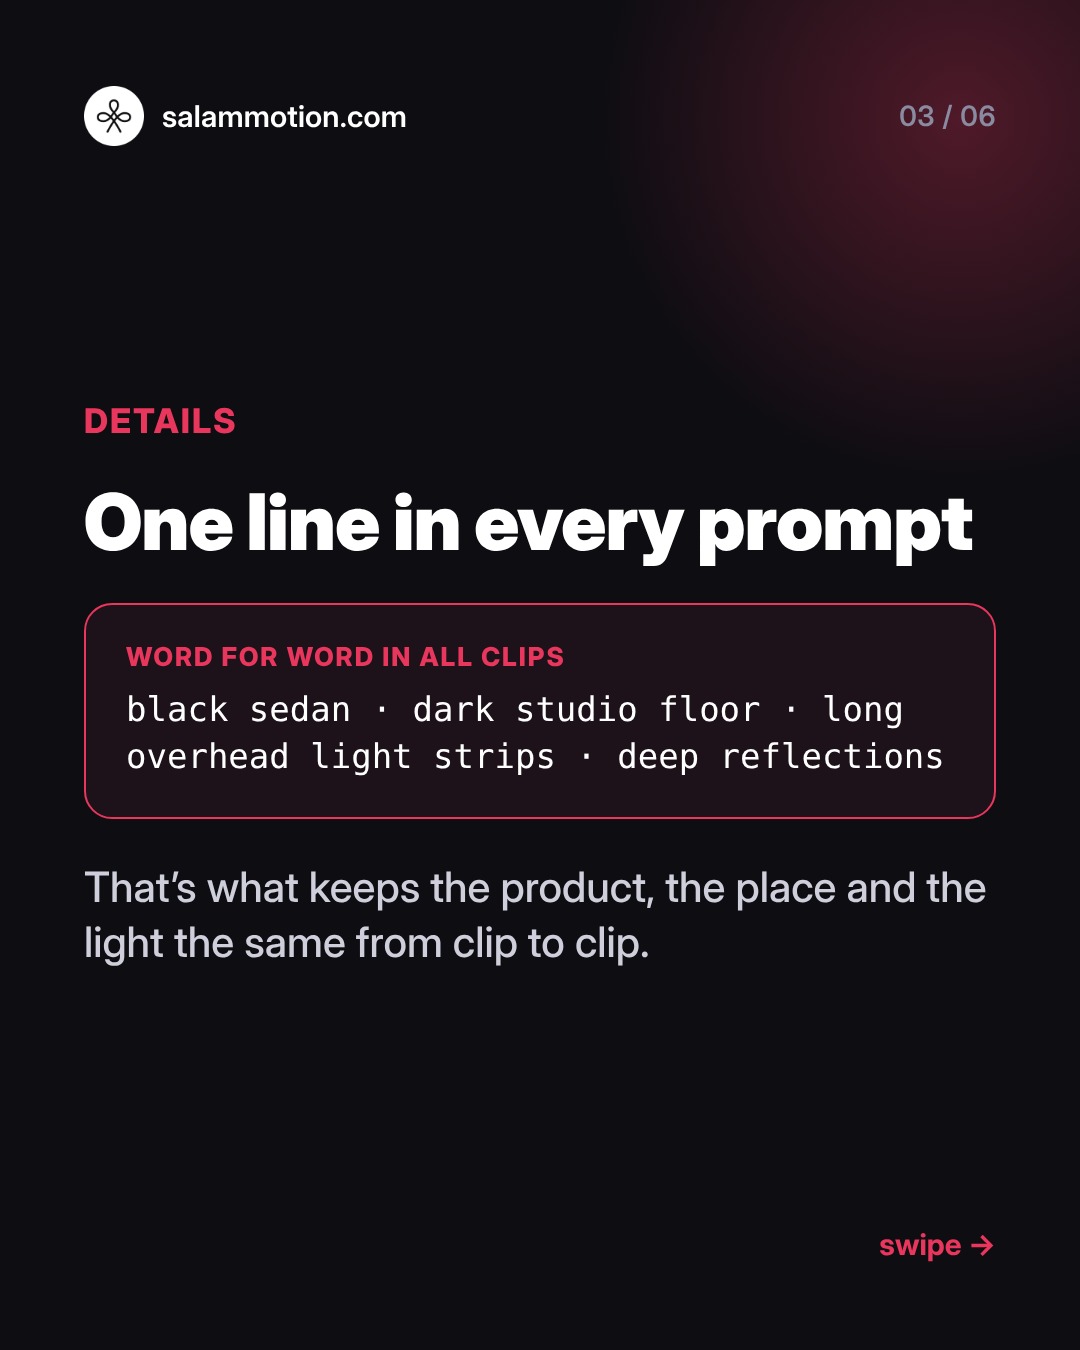 salammotion.com
03 / 06
DETAILS
One line in every prompt
WORD FOR WORD IN ALL CLIPS
black sedan · dark studio floor · long
overhead light strips · deep reflections
That’s what keeps the product, the place and the
light the same from clip to clip.
swipe →